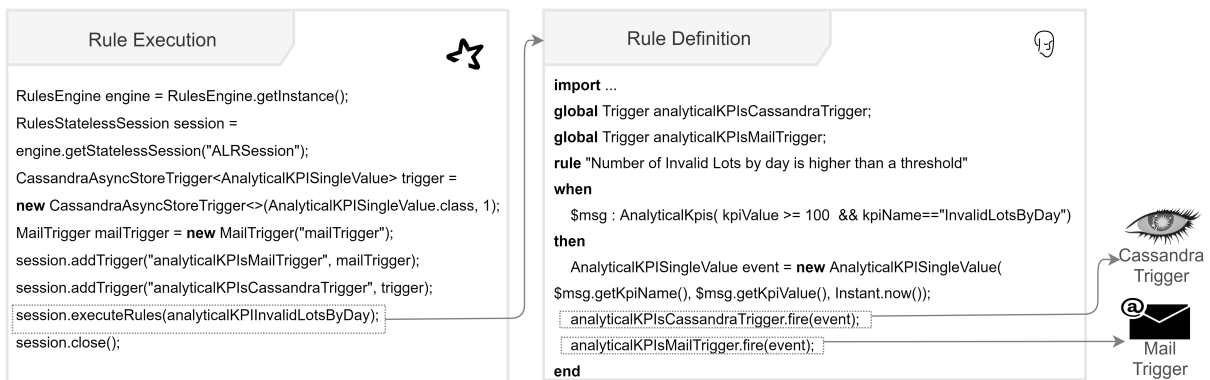 Rule Execution
RulesEngine engine = RulesEngine.getInstance();
RulesStatelessSession session =
engine.getStatelessSession("ALRSession");
CassandraAsyncStoreTrigger<AnalyticalKPISingleValue> trigger =
new CassandraAsyncStoreTrigger<>(AnalyticalKPISingleValue.class, 1);
MailTrigger mailTrigger = new MailTrigger("mailTrigger");
session.addTrigger("analyticalKPIsMailTrigger", mailTrigger);
session.addTrigger("analyticalKPIsCassandraTrigger", trigger);
session.executeRules(analyticalKPIInvalidLotsByDay);
session.close();
Rule Definition
import ...
global Trigger analyticalKPIsCassandraTrigger;
global Trigger analyticalKPIsMailTrigger;
rule "Number of Invalid Lots by day is higher than a threshold"
when
$msg : AnalyticalKpis( kpiValue >= 100 && kpiName=="InvalidLotsByDay")
then
AnalyticalKPISingleValue event = new AnalyticalKPISingleValue(
$msg.getKpiName(), $msg.getKpiValue(), Instant.now());
analyticalKPIsCassandraTrigger.fire(event);
analyticalKPIsMailTrigger.fire(event);
end
Cassandra
Trigger
@
Mail
Trigger